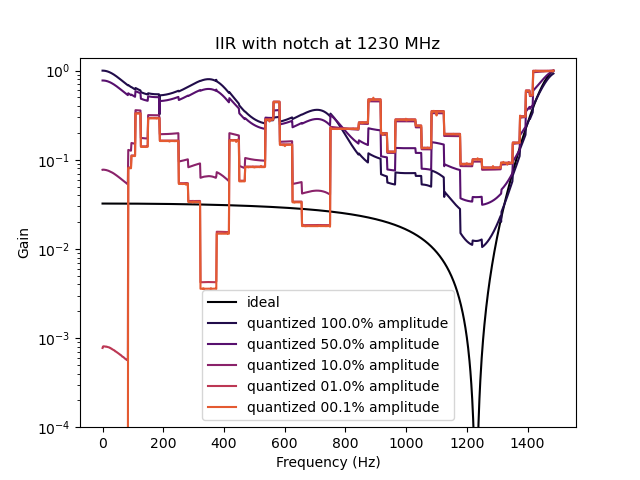 IIR with notch at 1230 MHz
Gain
10^0
10^-1
10^-2
10^-3
10^-4
ideal
quantized 100.0% amplitude
quantized 50.0% amplitude
quantized 10.0% amplitude
quantized 01.0% amplitude
quantized 00.1% amplitude
0 200 400 600 800 1000 1200 1400
Frequency (Hz)